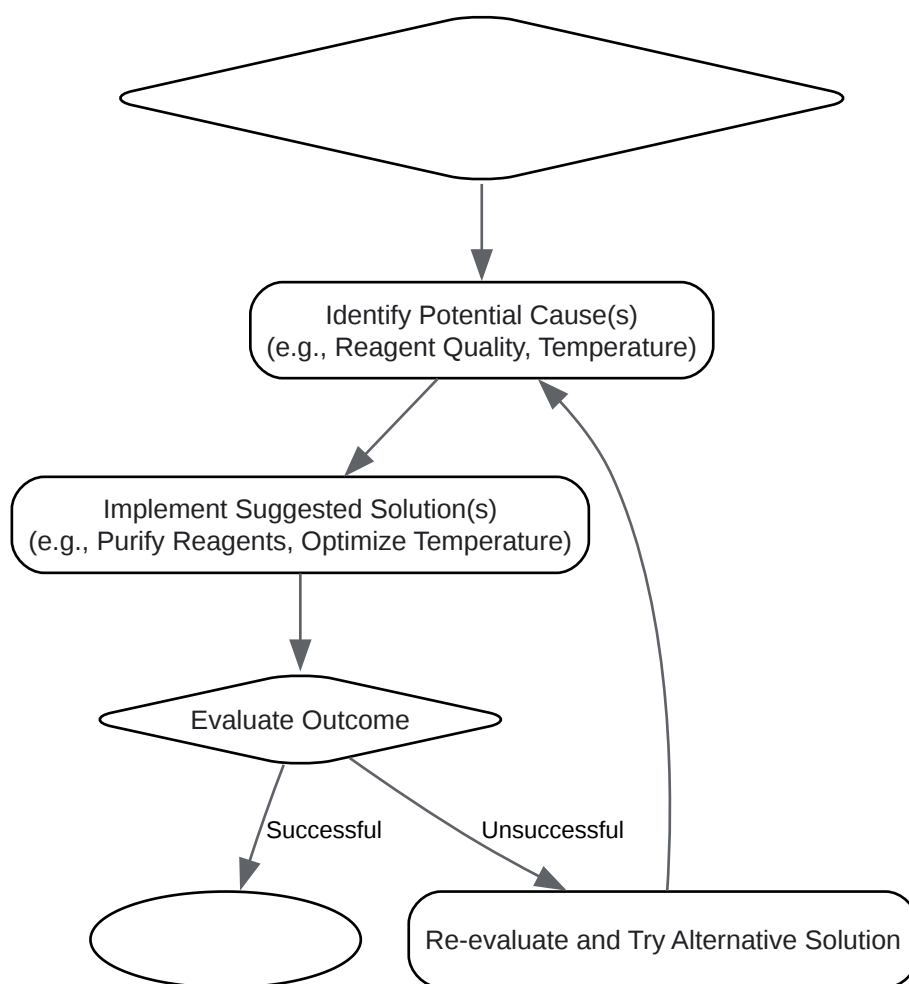 Identify Potential Cause(s)
(e.g., Reagent Quality, Temperature)
Implement Suggested Solution(s)
(e.g., Purify Reagents, Optimize Temperature)
Evaluate Outcome
Successful
Unsuccessful
Re-evaluate and Try Alternative Solution